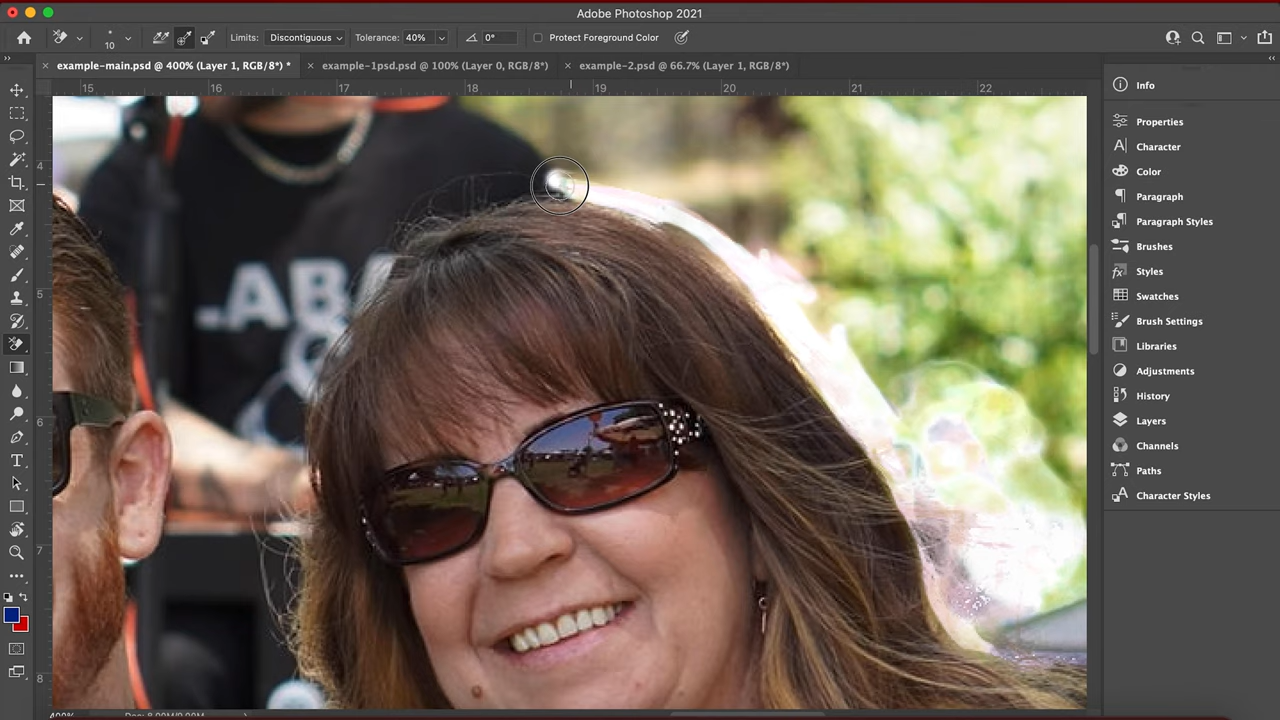 Adobe Photoshop 2021
10
Limits: Discontiguous Tolerance: 40% 0° Protect Foreground Color
example-main.psd @ 400% (Layer 1, RGB/8*) *
example-1psd.psd @ 100% (Layer 0, RGB/8*)
example-2.psd @ 66.7% (Layer 1, RGB/8*)
15 16 17 18 19 20 21 22
4
5
6
7
8
LABA
&
Info
Properties
Character
Color
Paragraph
Paragraph Styles
Brushes
Styles
Swatches
Brush Settings
Libraries
Adjustments
History
Layers
Channels
Paths
Character Styles